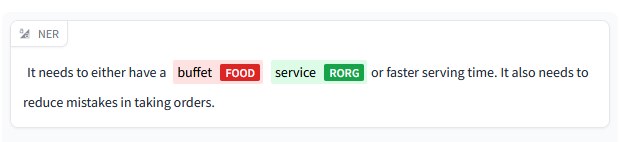 NER
It needs to either have a buffet FOOD service RORG or faster serving time. It also needs to
reduce mistakes in taking orders.